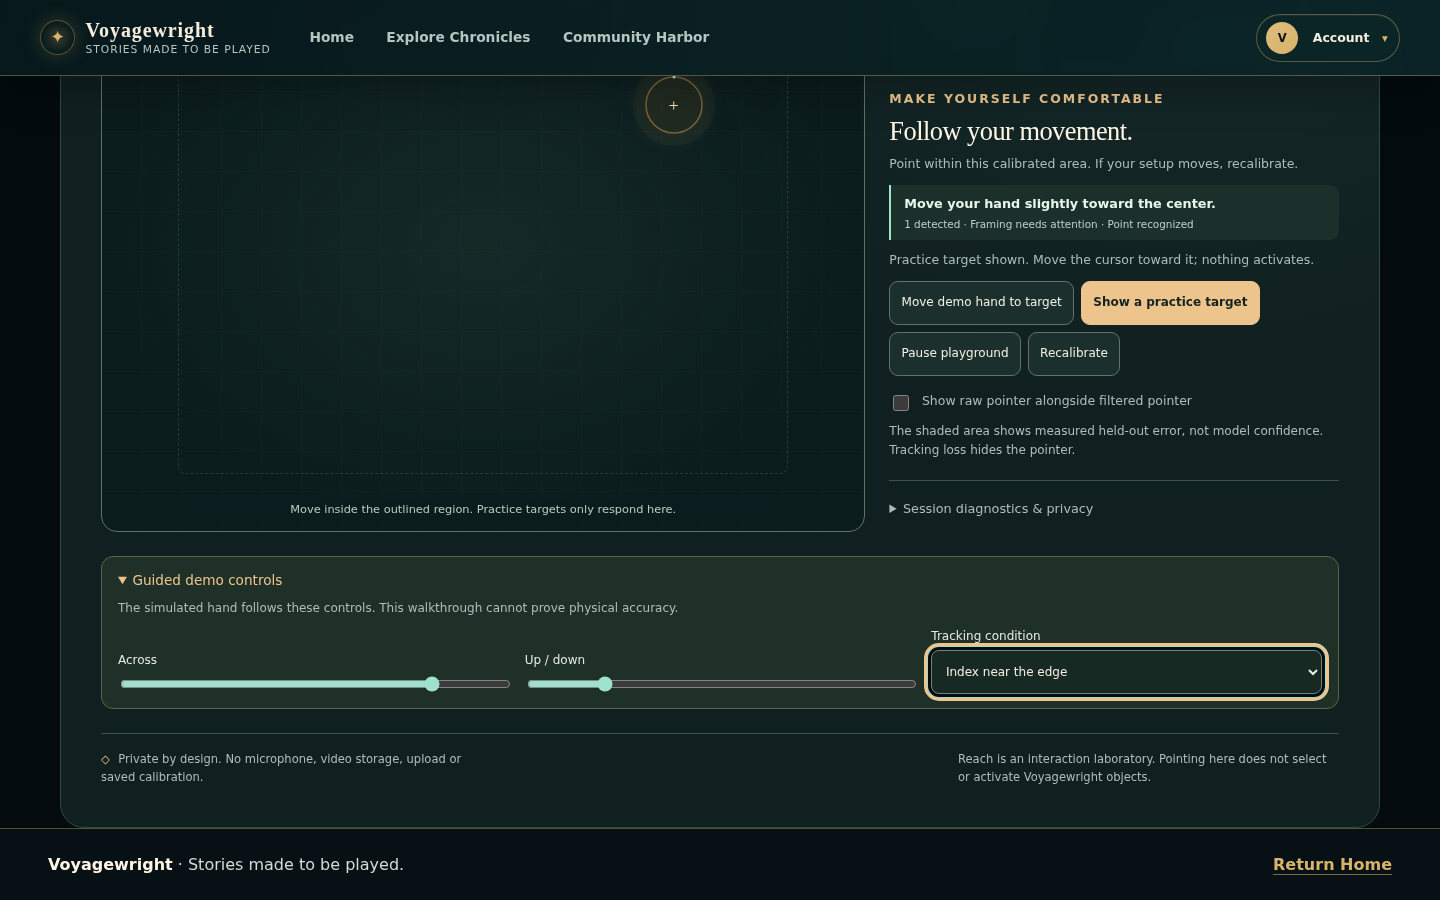 Voyagewright
STORIES MADE TO BE PLAYED
Home
Explore Chronicles
Community Harbor
V
Account
MAKE YOURSELF COMFORTABLE
Follow your movement.
Point within this calibrated area. If your setup moves, recalibrate.
Move your hand slightly toward the center.
1 detected · Framing needs attention · Point recognized
Practice target shown. Move the cursor toward it; nothing activates.
Move demo hand to target
Show a practice target
Pause playground
Recalibrate
Show raw pointer alongside filtered pointer
The shaded area shows measured held-out error, not model confidence.
Tracking loss hides the pointer.
Session diagnostics & privacy
Move inside the outlined region. Practice targets only respond here.
Guided demo controls
The simulated hand follows these controls. This walkthrough cannot prove physical accuracy.
Across
Up / down
Tracking condition
Index near the edge
Private by design. No microphone, video storage, upload or
saved calibration.
Reach is an interaction laboratory. Pointing here does not select
or activate Voyagewright objects.
Voyagewright · Stories made to be played.
Return Home